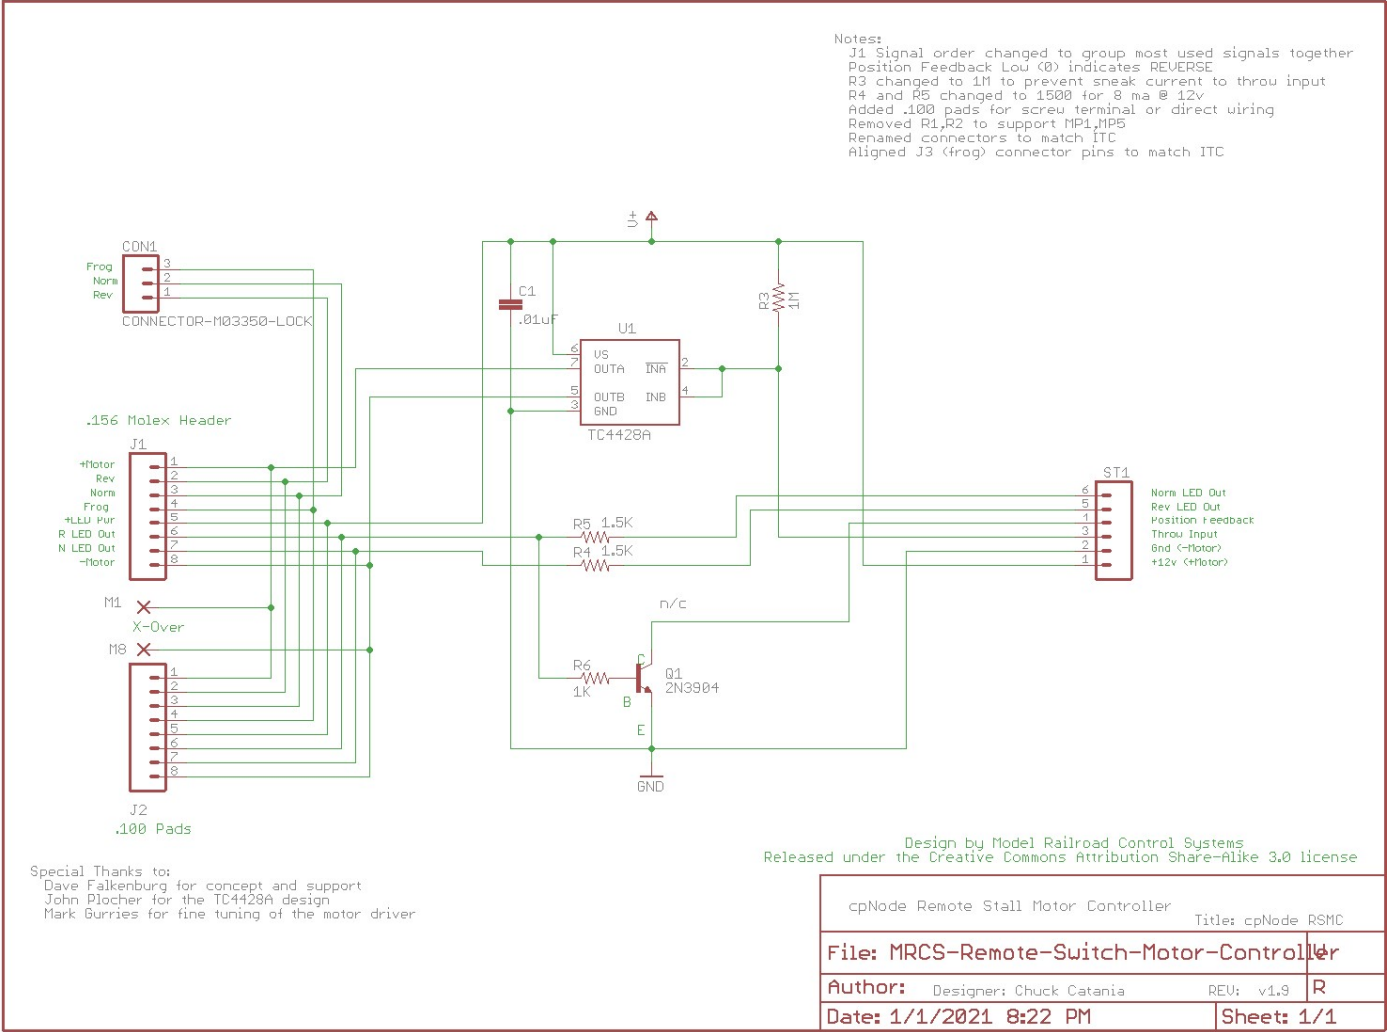 Notes:
J1 Signal order changed to group most used signals together
Position Feedback Low (0) indicates REVERSE
R3 changed to 1M to prevent sneak current to throw input
R4 and R5 changed to 1500 for 8 ma @ 12v
Added .100 pads for screw terminal or direct wiring
Removed R1,R2 to support MP1,MP5
Renamed connectors to match ITC
Aligned J3 (frog) connector pins to match ITC
V+
CON1
Frog 3
Norm 2
Rev 1
CONNECTOR-M03350-LOCK
C1
.01uF
R3
1M
U1
6 VS
7 OUTA INA 2
5 OUTB INB 4
3 GND
TC4428A
.156 Molex Header
J1
+Motor 1
Rev 2
Norm 3
Frog 4
+LED Pwr 5
R LED Out 6
N LED Out 7
-Motor 8
R5 1.5K
R4 1.5K
ST1
6 Norm LED Out
5 Rev LED Out
4 Position Feedback
3 Throw Input
2 Gnd (-Motor)
1 +12v (+Motor)
M1
X-Over
M8
n/c
1
2
3
4
5
6
7
8
J2
.100 Pads
R6
1K
C
B
E
Q1
2N3904
GND
Design by Model Railroad Control Systems
Released under the Creative Commons Attribution Share-Alike 3.0 license
Special Thanks to:
Dave Falkenburg for concept and support
John Plocher for the TC4428A design
Mark Gurries for fine tuning of the motor driver
cpNode Remote Stall Motor Controller
Title: cpNode RSMC
File: MRCS-Remote-Switch-Motor-Controller
Author: Designer: Chuck Catania REV: v1.9 R
Date: 1/1/2021 8:22 PM Sheet: 1/1